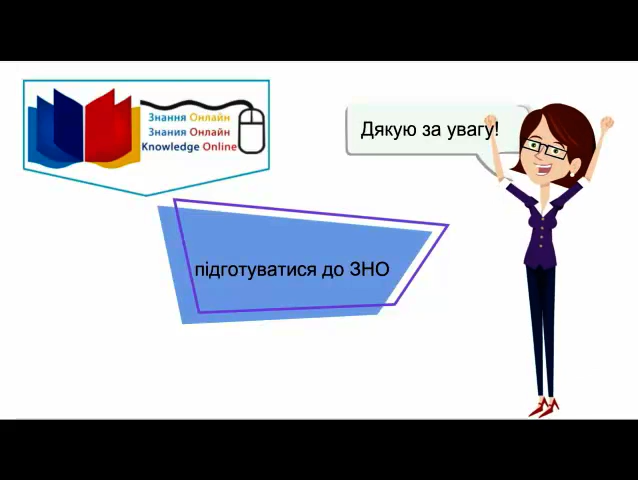 Знання Онлайн
Знания Онлайн
Knowledge Online
Дякую за увагу!
підготуватися до ЗНО